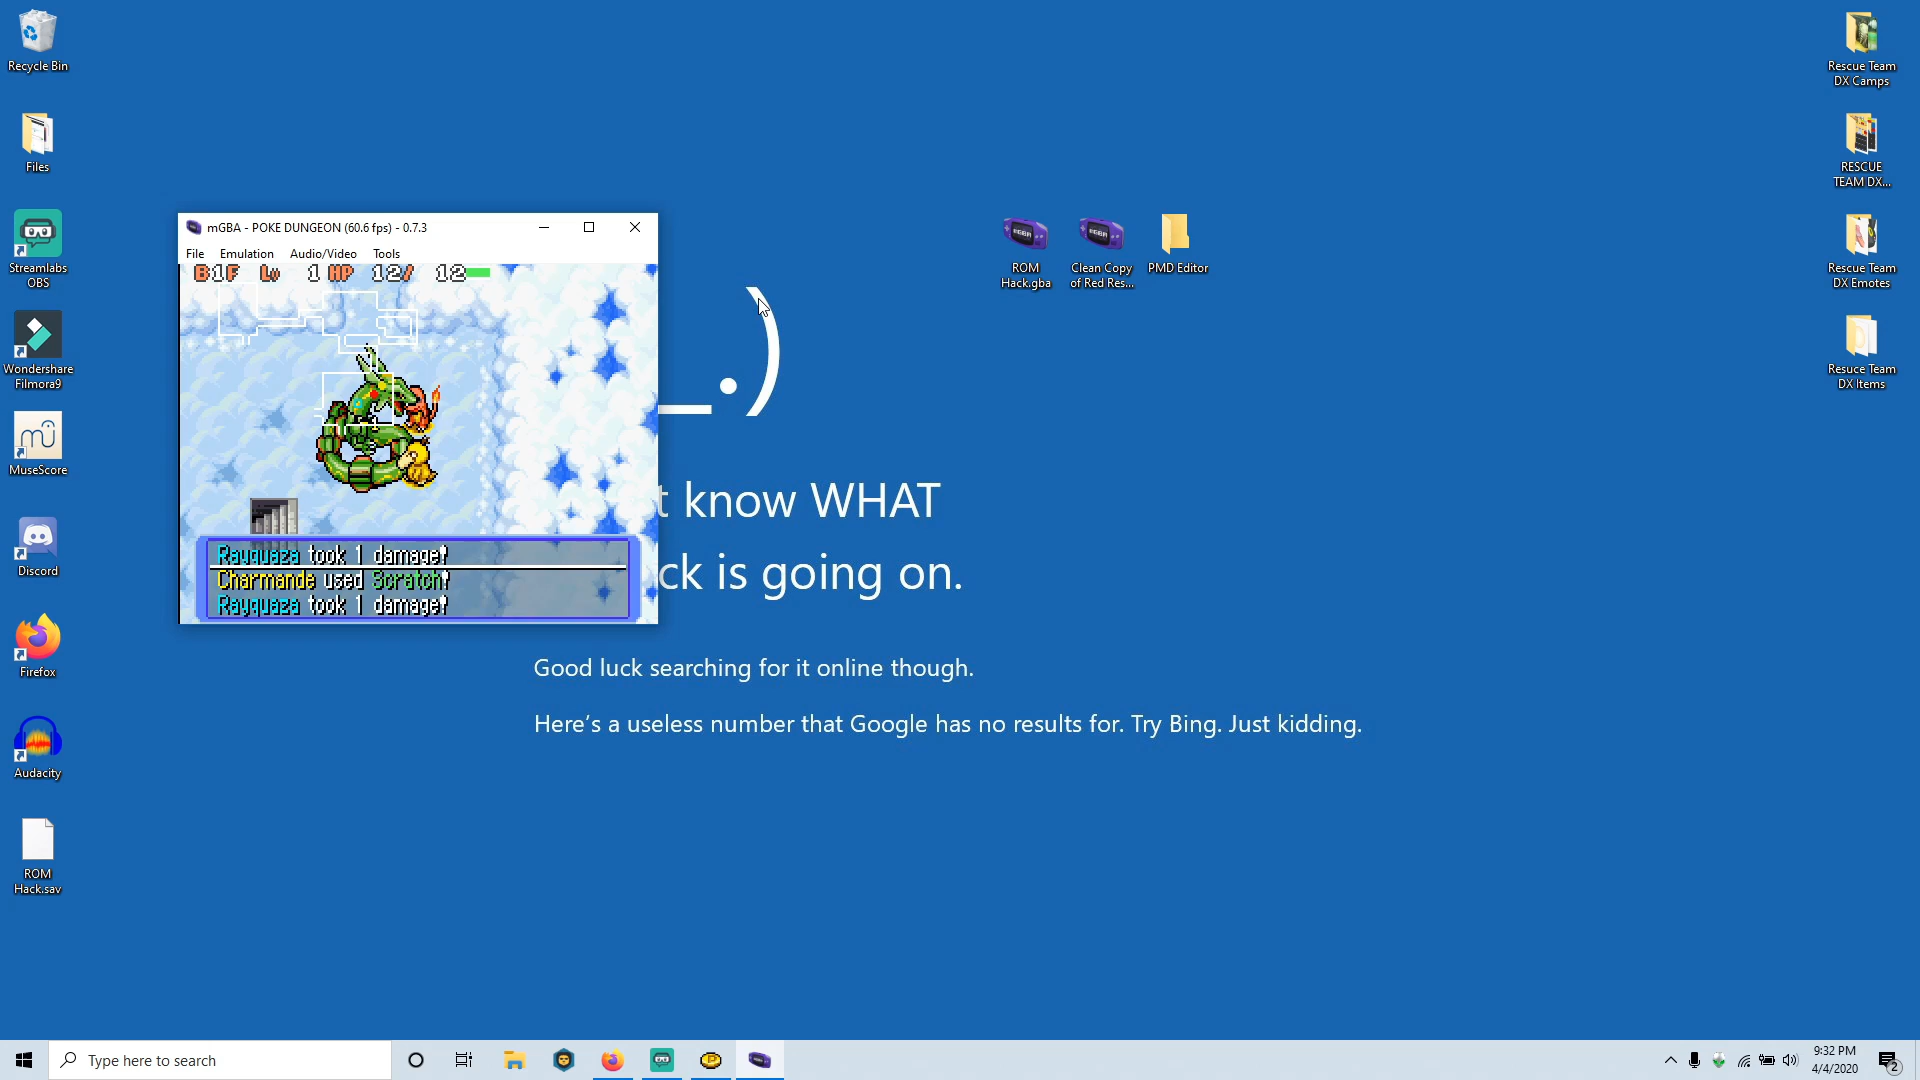 Recycle Bin
Files
Streamlabs
OBS
Wondershare
Filmora9
MuseScore
Discord
Firefox
Audacity
ROM
Hack.sav
mGBA - POKE DUNGEON (60.6 fps) - 0.7.3
File Emulation Audio/Video Tools
B1F Lv 1 HP 12/ 12
Rayquaza took 1 damage!
Charmande used Scratch!
Rayquaza took 1 damage!
_.)
t know WHAT
ck is going on.
Good luck searching for it online though.
Here's a useless number that Google has no results for. Try Bing. Just kidding.
ROM
Hack.gba
Clean Copy
of Red Res...
PMD Editor
Rescue Team
DX Camps
RESCUE
TEAM DX...
Rescue Team
DX Emotes
Resuce Team
DX Items
Type here to search
9:32 PM
4/4/2020
2